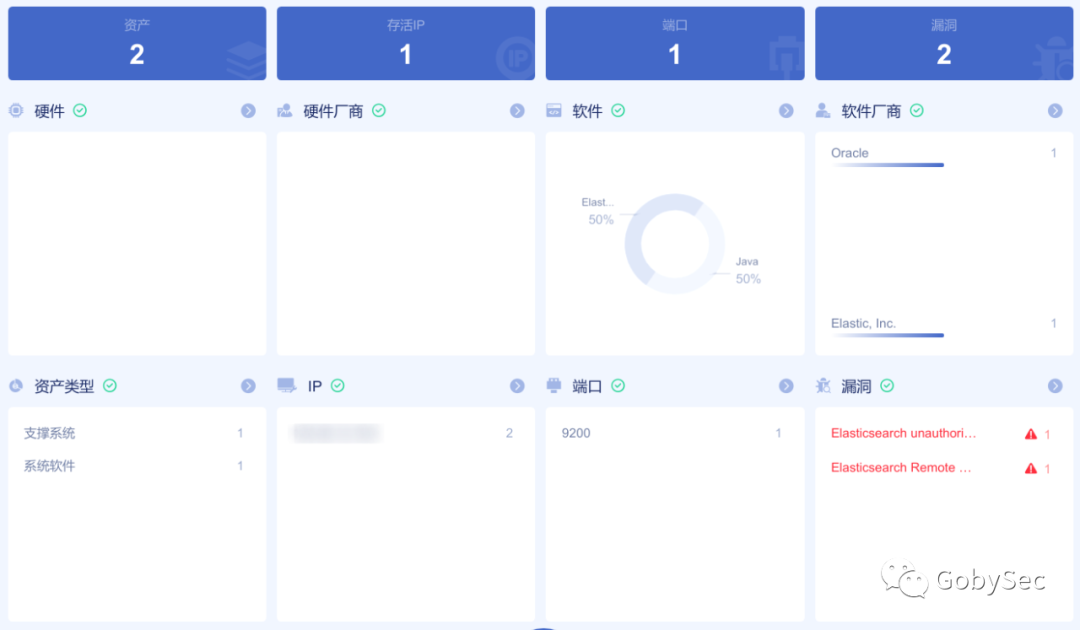 资产
2
存活IP
1
端口
1
漏洞
2
IP
硬件
硬件厂商
软件
软件厂商
Elast...
50%
Java
50%
Oracle 1
Elastic, Inc. 1
资产类型
IP
端口
漏洞
支撑系统 1
系统软件 1
2
9200 1
Elasticsearch unauthori... 1
Elasticsearch Remote ... 1
GobySec